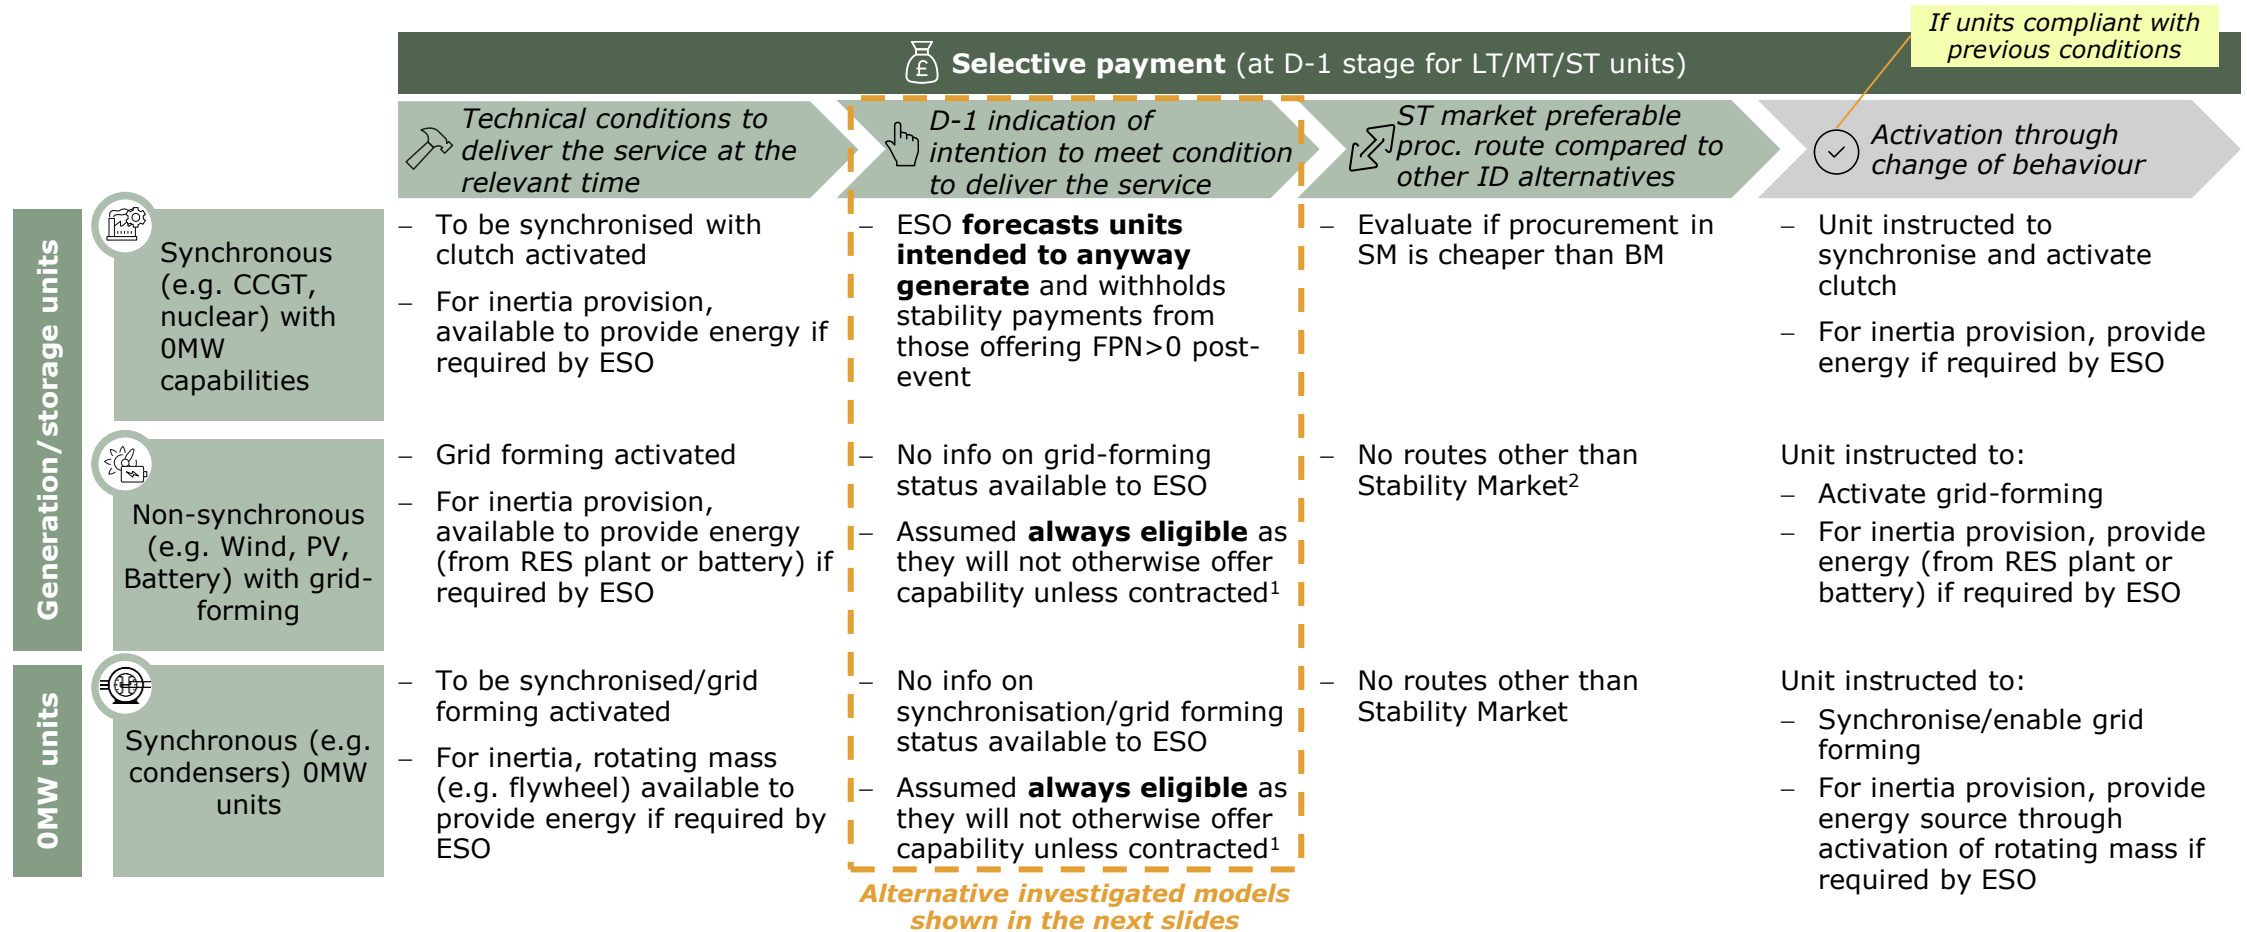 If units compliant with
previous conditions
Selective payment (at D-1 stage for LT/MT/ST units)
Technical conditions to
deliver the service at the
relevant time
D-1 indication of
intention to meet condition
to deliver the service
ST market preferable
proc. route compared to
other ID alternatives
Activation through
change of behaviour
Generation/storage units
Synchronous
(e.g. CCGT,
nuclear) with
0MW
capabilities
– To be synchronised with
clutch activated
– For inertia provision,
available to provide energy if
required by ESO
– ESO forecasts units
intended to anyway
generate and withholds
stability payments from
those offering FPN>0 post-
event
– Evaluate if procurement in
SM is cheaper than BM
– Unit instructed to
synchronise and activate
clutch
– For inertia provision, provide
energy if required by ESO
Non-synchronous
(e.g. Wind, PV,
Battery) with grid-
forming
– Grid forming activated
– For inertia provision,
available to provide energy
(from RES plant or battery) if
required by ESO
– No info on grid-forming
status available to ESO
– Assumed always eligible as
they will not otherwise offer
capability unless contracted1
– No routes other than
Stability Market2
Unit instructed to:
– Activate grid-forming
– For inertia provision, provide
energy (from RES plant or
battery) if required by ESO
0MW units
Synchronous (e.g.
condensers) 0MW
units
– To be synchronised/grid
forming activated
– For inertia, rotating mass
(e.g. flywheel) available to
provide energy if required by
ESO
– No info on
synchronisation/grid forming
status available to ESO
– Assumed always eligible as
they will not otherwise offer
capability unless contracted1
– No routes other than
Stability Market
Unit instructed to:
– Synchronise/enable grid
forming
– For inertia provision, provide
energy source through
activation of rotating mass if
required by ESO
Alternative investigated models
shown in the next slides